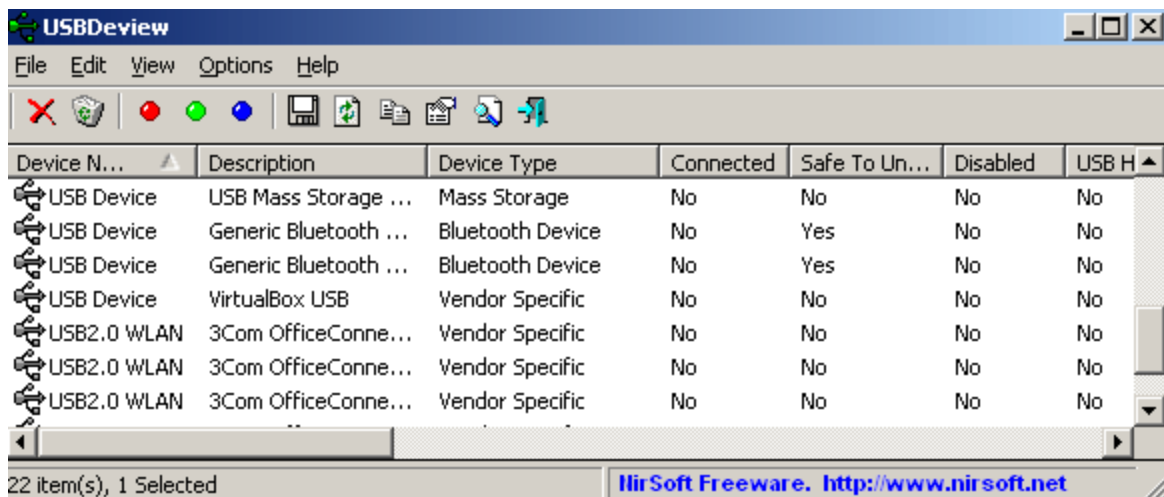 USBDeview
File Edit View Options Help
Device N... Description Device Type Connected Safe To Un... Disabled USB H
USB Device USB Mass Storage ... Mass Storage No No No No
USB Device Generic Bluetooth ... Bluetooth Device No Yes No No
USB Device Generic Bluetooth ... Bluetooth Device No Yes No No
USB Device VirtualBox USB Vendor Specific No No No No
USB2.0 WLAN 3Com OfficeConne... Vendor Specific No No No No
USB2.0 WLAN 3Com OfficeConne... Vendor Specific No No No No
USB2.0 WLAN 3Com OfficeConne... Vendor Specific No No No No
22 item(s), 1 Selected NirSoft Freeware. http://www.nirsoft.net